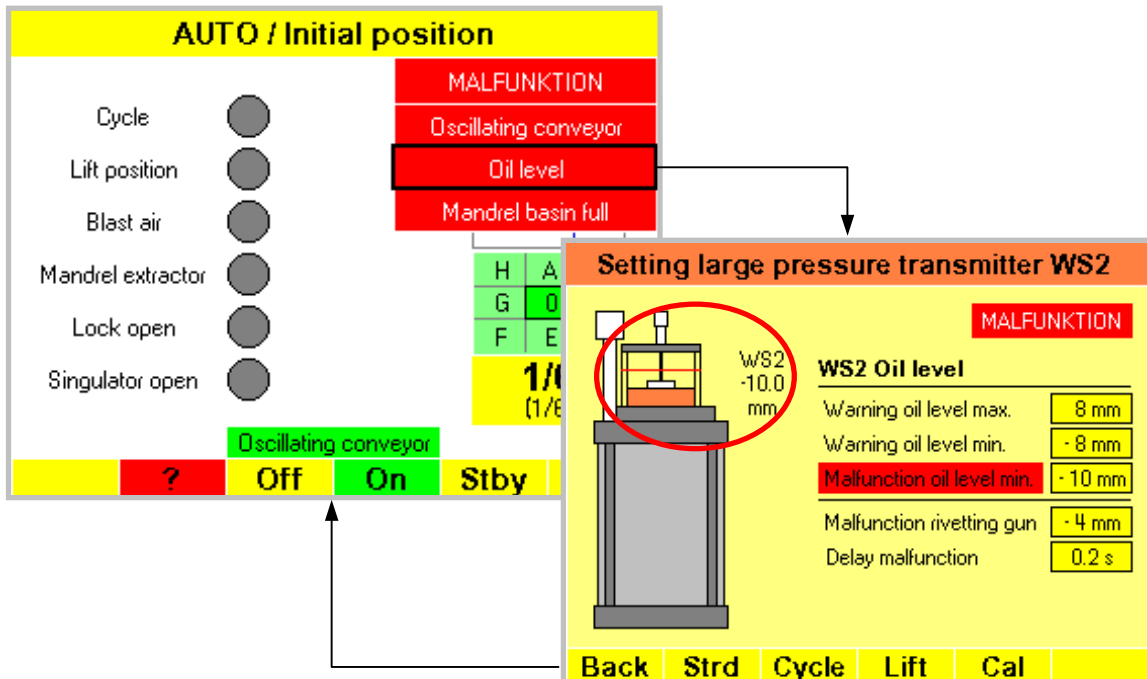 AUTO / Initial position
MALFUNKTION
Oscillating conveyor
Oil level
Mandrel basin full
Cycle
Lift position
Blast air
Mandrel extractor
Lock open
Singulator open
H A
G 0
F E
Oscillating conveyor
? Off On Stby
Setting large pressure transmitter WS2
MALFUNKTION
WS2
-10.0
mm
WS2 Oil level
Warning oil level max. 8 mm
Warning oil level min. - 8 mm
Malfunction oil level min. - 10 mm
Malfunction rivetting gun - 4 mm
Delay malfunction 0.2 s
Back Strd Cycle Lift Cal